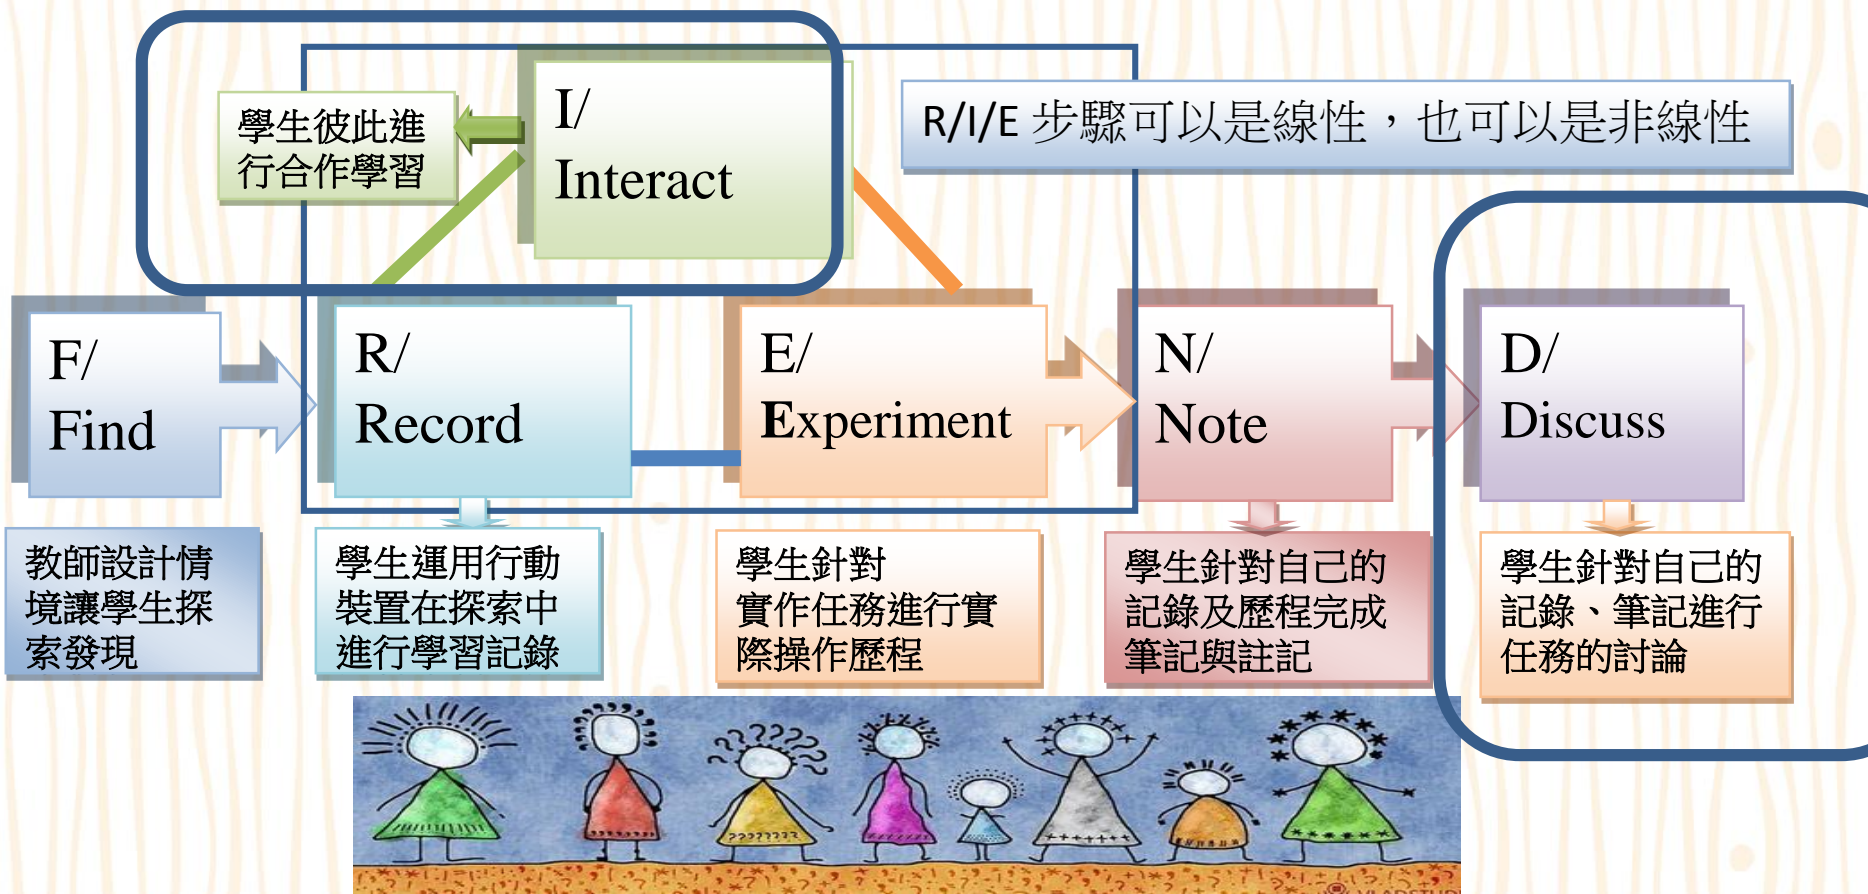 I/
Interact
學生彼此進
行合作學習
R/I/E 步驟可以是線性，也可以是非線性
F/
Find
R/
Record
E/
Experiment
N/
Note
D/
Discuss
教師設計情
境讓學生探
索發現
學生運用行動
裝置在探索中
進行學習記錄
學生針對
實作任務進行實
際操作歷程
學生針對自己的
記錄及歷程完成
筆記與註記
學生針對自己的
記錄、筆記進行
任務的討論